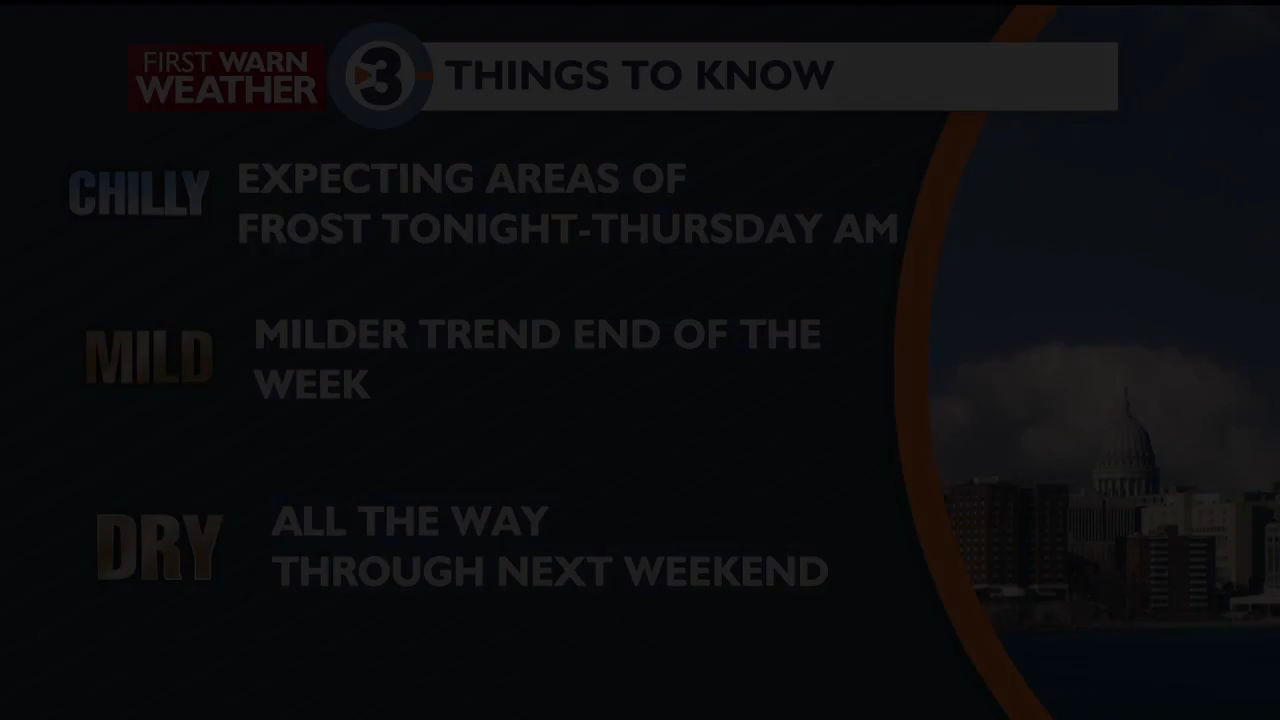 FIRST WARN
WEATHER
3 THINGS TO KNOW
CHILLY
EXPECTING AREAS OF
FROST TONIGHT-THURSDAY AM
MILD
MILDER TREND END OF THE
WEEK
DRY
ALL THE WAY
THROUGH NEXT WEEKEND